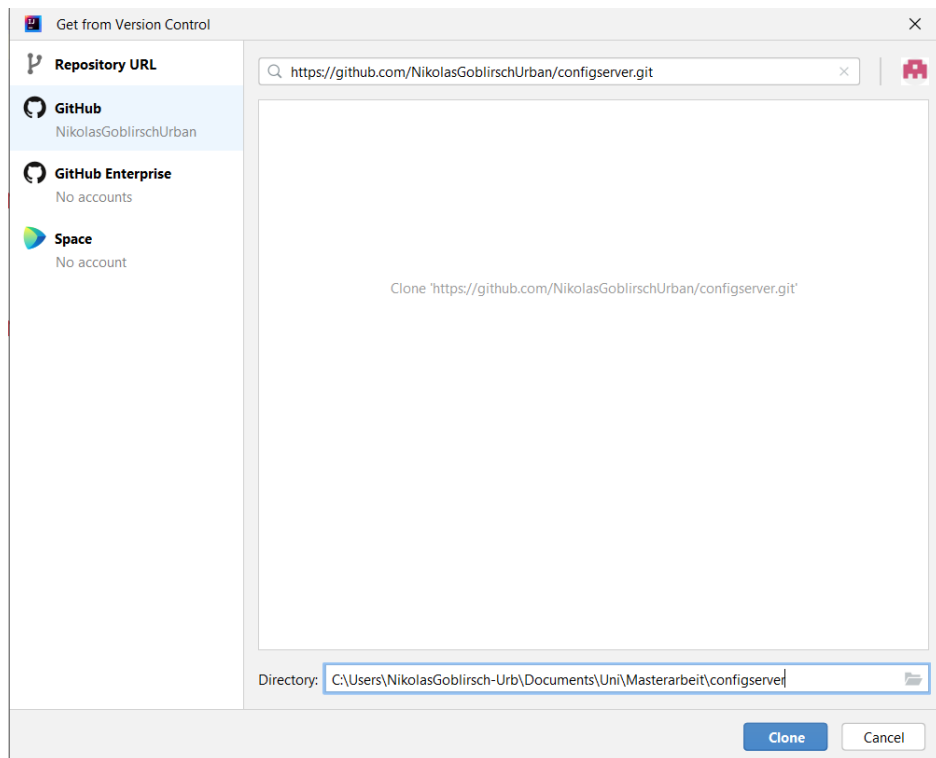 Get from Version Control
Repository URL
GitHub
NikolasGoblirschUrban
GitHub Enterprise
No accounts
Space
No account
https://github.com/NikolasGoblirschUrban/configserver.git
Clone 'https://github.com/NikolasGoblirschUrban/configserver.git'
Directory: C:\Users\NikolasGoblirsch-Urb\Documents\Uni\Masterarbeit\configserver
Clone Cancel